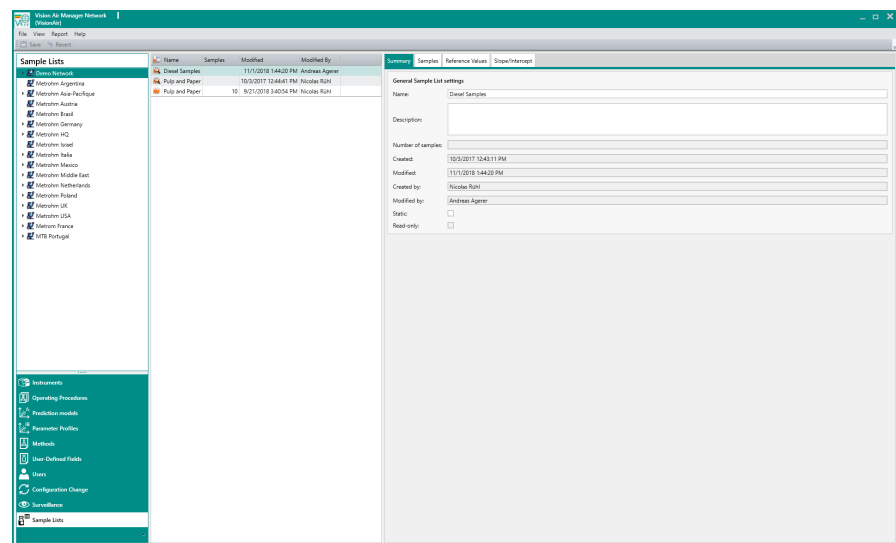 Vision Air Manager Network
(VisionAir)
File View Report Help
Save Revert
Sample Lists
Demo Network
Metrohm Argentina
Metrohm Asia-Pacifique
Metrohm Austria
Metrohm Brasil
Metrohm Germany
Metrohm HQ
Metrohm Israel
Metrohm Italia
Metrohm Mexico
Metrohm Middle East
Metrohm Netherlands
Metrohm Poland
Metrohm UK
Metrohm USA
Metrom France
MTB Portugal
Instruments
Operating Procedures
Prediction models
Parameter Profiles
Methods
User-Defined Fields
Users
Configuration Change
Surveillance
Sample Lists
Name Samples Modified Modified By
Diesel Samples 11/1/2018 1:44:20 PM Andreas Agerer
Pulp and Paper 10/3/2017 12:44:41 PM Nicolas Rühl
Pulp and Paper 10 9/21/2018 3:40:54 PM Nicolas Rühl
Summary Samples Reference Values Slope/Intercept
General Sample List settings
Name: Diesel Samples
Description:
Number of samples:
Created: 10/3/2017 12:43:11 PM
Modified: 11/1/2018 1:44:20 PM
Created by: Nicolas Rühl
Modified by: Andreas Agerer
Static:
Read-only: